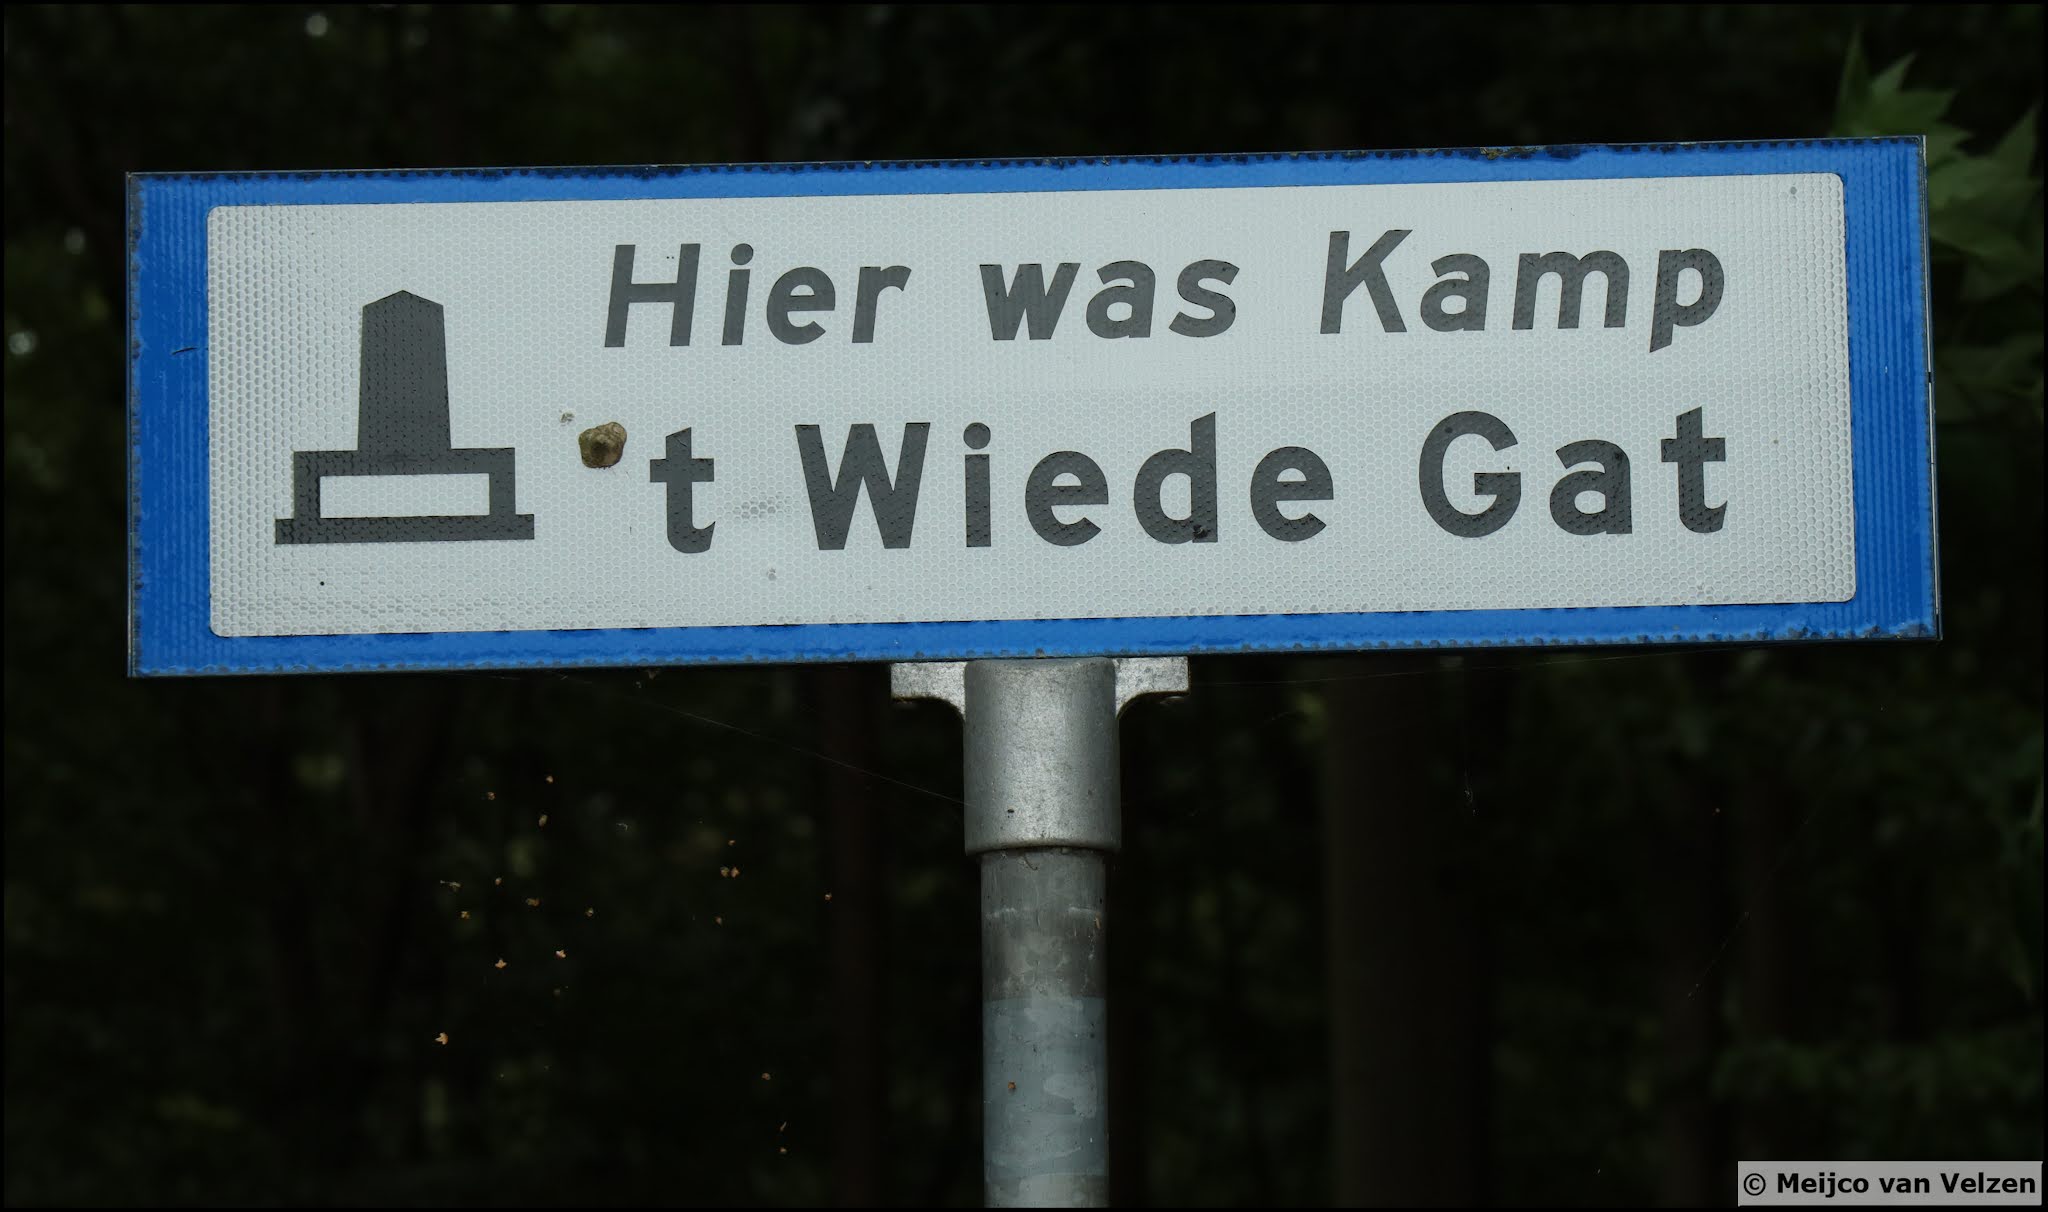 Hier was Kamp
't Wiede Gat
© Meijco van Velzen